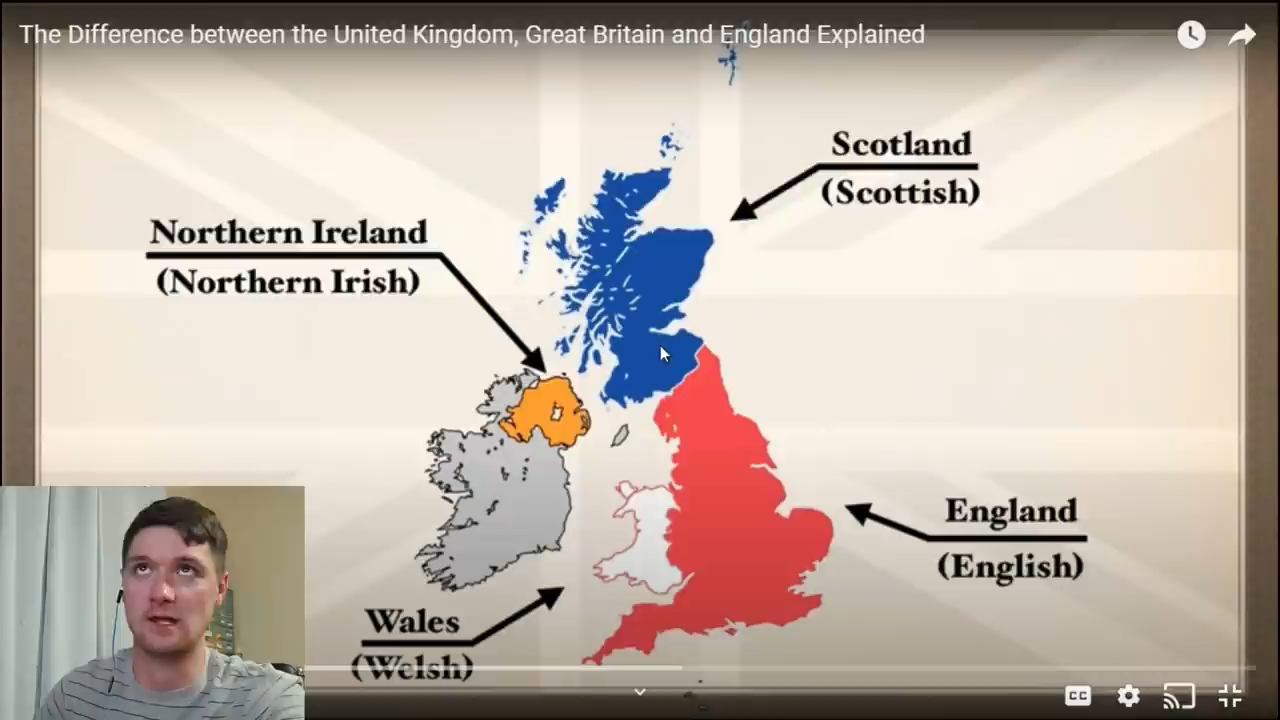 The Difference between the United Kingdom, Great Britain and England Explained
Scotland
(Scottish)
Northern Ireland
(Northern Irish)
England
(English)
Wales
(Welsh)
CC